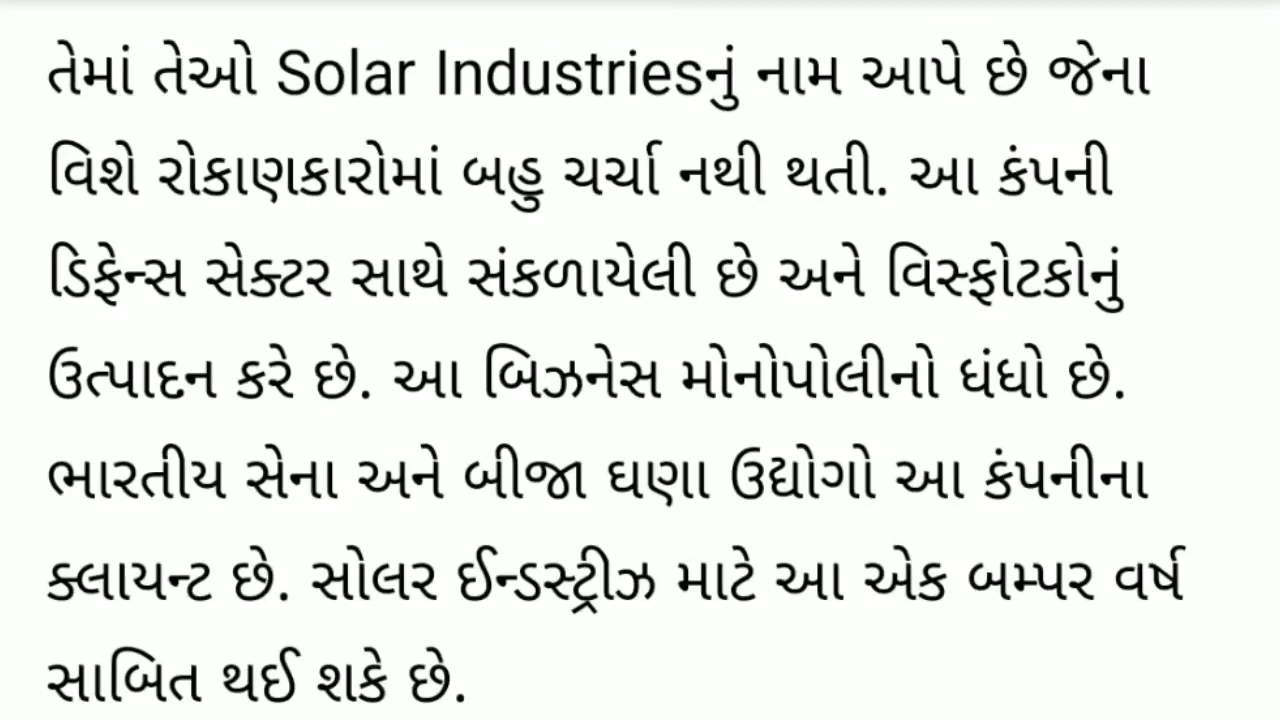 તેમાં તેઓ Solar Industriesનું નામ આપે છે જેના
વિશે રોકાણકારોમાં બહુ ચર્ચા નથી થતી. આ કંપની
ડિફેન્સ સેક્ટર સાથે સંકળાયેલી છે અને વિસ્ફોટકોનું
ઉત્પાદન કરે છે. આ બિઝનેસ મોનોપોલીનો ધંધો છે.
ભારતીય સેના અને બીજા ઘણા ઉદ્યોગો આ કંપનીના
ક્લાયન્ટ છે. સોલર ઈન્ડસ્ટ્રીઝ માટે આ એક બમ્પર વર્ષ
સાબિત થઈ શકે છે.